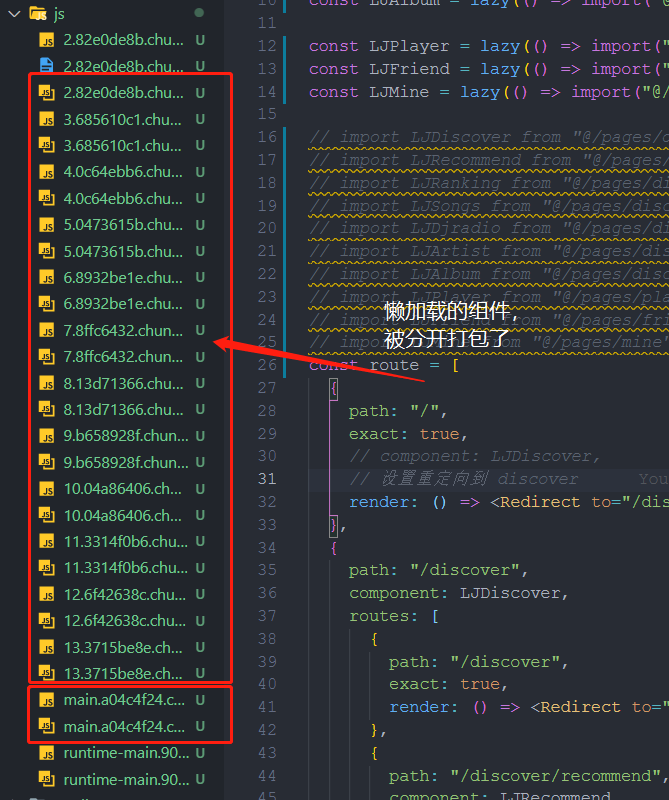 js
2.82e0de8b.chu... U
2.82e0de8b.chu... U
2.82e0de8b.chu... U
3.685610c1.chu... U
3.685610c1.chu... U
4.0c64ebb6.chu... U
4.0c64ebb6.chu... U
5.0473615b.chu... U
5.0473615b.chu... U
6.8932be1e.chu... U
6.8932be1e.chu... U
7.8ffc6432.chun... U
7.8ffc6432.chun... U
8.13d71366.chu... U
8.13d71366.chu... U
9.b658928f.chun... U
9.b658928f.chun... U
10.04a86406.ch... U
10.04a86406.ch... U
11.3314f0b6.ch... U
11.3314f0b6.ch... U
12.6f42638c.ch... U
12.6f42638c.chu... U
13.3715be8e.ch... U
13.3715be8e.ch... U
main.a04c4f24.c... U
main.a04c4f24.c... U
runtime-main.90... U
runtime-main.90... U
10 const LJAlbum = lazy(() => import("@
11
12 const LJPlayer = lazy(() => import("
13 const LJFriend = lazy(() => import("
14 const LJMine = lazy(() => import("@/
15
16 // import LJDiscover from "@/pages/d
17 // import LJRecommend from "@/pages/
18 // import LJRanking from "@/pages/di
19 // import LJSongs from "@/pages/disc
20 // import LJDjradio from "@/pages/di
21 // import LJArtist from "@/pages/dis
22 // import LJAlbum from "@/pages/disc
23 // import LJPlayer from "@/pages/pla
24 // import LJFriend from "@/pages/fri
25 // from "@/pages/mine"
懒加载的组件，
被分开打包了
26 const route = [
27 {
28 path: "/",
29 exact: true,
30 // component: LJDiscover,
31 // 设置重定向到 discover You
32 render: () => <Redirect to="/dis
33 },
34 {
35 path: "/discover",
36 component: LJDiscover,
37 routes: [
38 {
39 path: "/discover",
40 exact: true,
41 render: () => <Redirect to="
42 },
43 {
44 path: "/discover/recommend",
45 component: LJRecommend